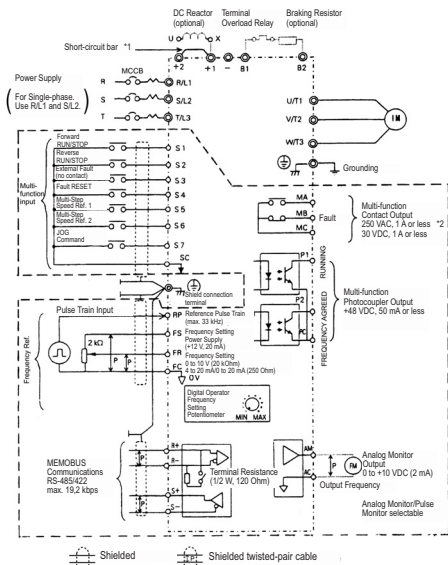 DC Reactor
(optional)
Terminal
Overload Relay
Braking Resistor
(optional)
U X
Short-circuit bar *1
+2 +1 − B1 B2
Power Supply
MCCB
R R/L1
S S/L2
T T/L3
For Single-phase.
Use R/L1 and S/L2.
U/T1
V/T2
W/T3
IM
Grounding
Forward
RUN/STOP
S 1
Reverse
RUN/STOP
S 2
External Fault
(no contact)
S 3
Fault RESET
S 4
Multi-Step
Speed Ref. 1
S 5
Multi-Step
Speed Ref. 2
S 6
JOG
Command
S 7
SC
Multi-
function
input
Shield connection
terminal
MA
MB
MC
Fault
Multi-function
Contact Output
250 VAC, 1 A or less *2
30 VDC, 1 A or less
P1
P2
PC
RUNNING
FREQUENCY AGREED
Multi-function
Photocoupler Output
+48 VDC, 50 mA or less
Frequency Ref.
Pulse Train Input
2 kΩ
P
P
RP
Reference Pulse Train
(max. 33 kHz)
FS
Frequency Setting
Power Supply
(+12 V, 20 mA)
FR
Frequency Setting
0 to 10 V (20 kOhm)
4 to 20 mA/0 to 20 mA (250 Ohm)
FC
0 V
Digital Operator
Frequency
Setting
Potentiometer
MIN MAX
MEMOBUS
Communications
RS-485/422
max. 19,2 kbps
P
P
R+
R−
S+
S−
Terminal Resistance
(1/2 W, 120 Ohm)
AM
AC
P
FM
Analog Monitor
Output
0 to +10 VDC (2 mA)
Output Frequency
Analog Monitor/Pulse
Monitor selectable
Shielded
P
Shielded twisted-pair cable